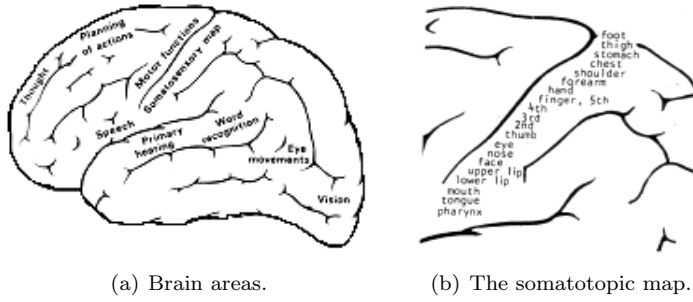 Planning
of actions
Thought
Motor functions
Somatosensory map
Speech
Primary
hearing
Word
recognition
Eye
movements
Vision
foot
thigh
stomach
chest
shoulder
forearm
hand
finger, 5th
4th
3rd
2nd
thumb
eye
nose
face
upper lip
lower lip
mouth
tongue
pharynx
(a) Brain areas.
(b) The somatotopic map.